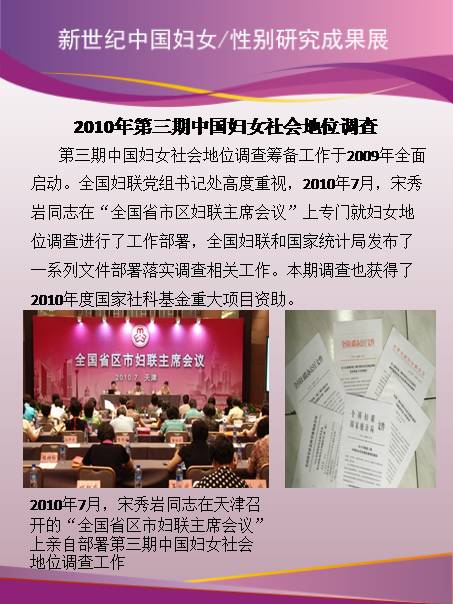 新世纪中国妇女/性别研究成果展
2010年第三期中国妇女社会地位调查
第三期中国妇女社会地位调查筹备工作于2009年全面
启动。全国妇联党组书记处高度重视，2010年7月，宋秀
岩同志在“全国省市区妇联主席会议”上专门就妇女地
位调查进行了工作部署，全国妇联和国家统计局发布了
一系列文件部署落实调查相关工作。本期调查也获得了
2010年度国家社科基金重大项目资助。
全国省区市妇联主席会议
2010.7 天津
全国妇联
国家统计局
文件
2010年7月，宋秀岩同志在天津召
开的“全国省区市妇联主席会议”
上亲自部署第三期中国妇女社会
地位调查工作